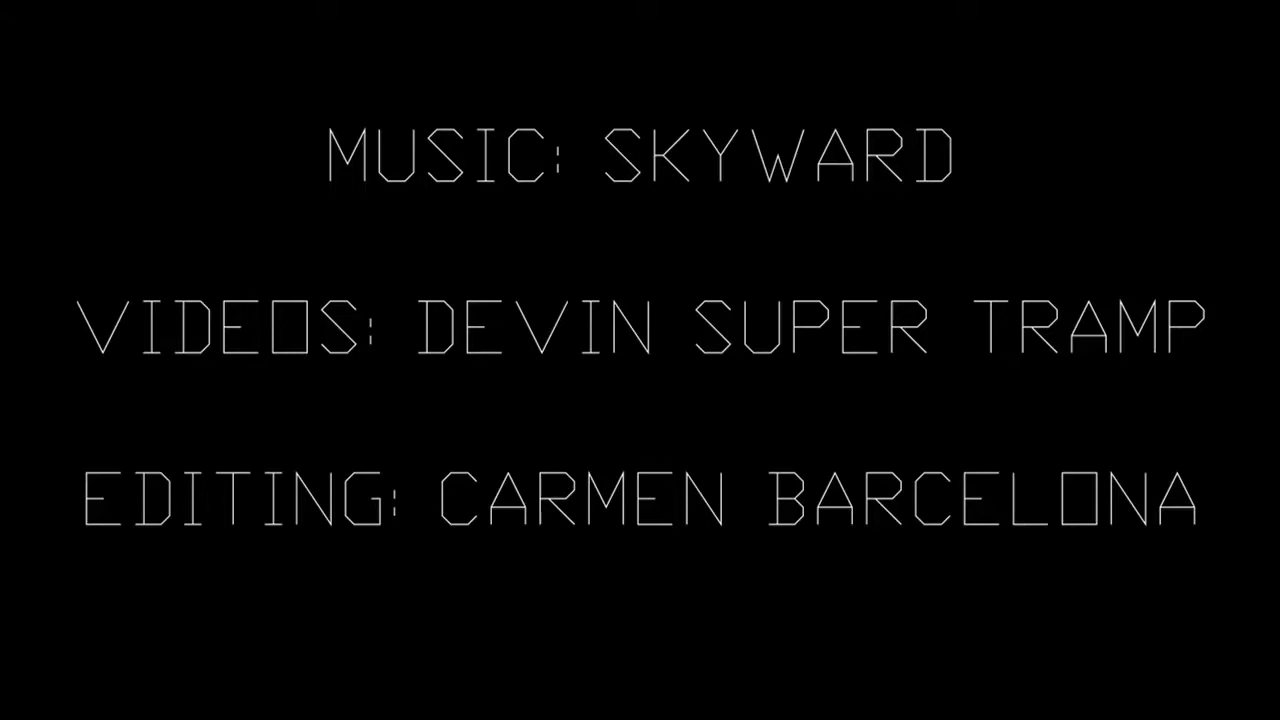 MUSIC: SKYWARD
VIDEOS: DEVIN SUPER TRAMP
EDITING: CARMEN BARCELONA